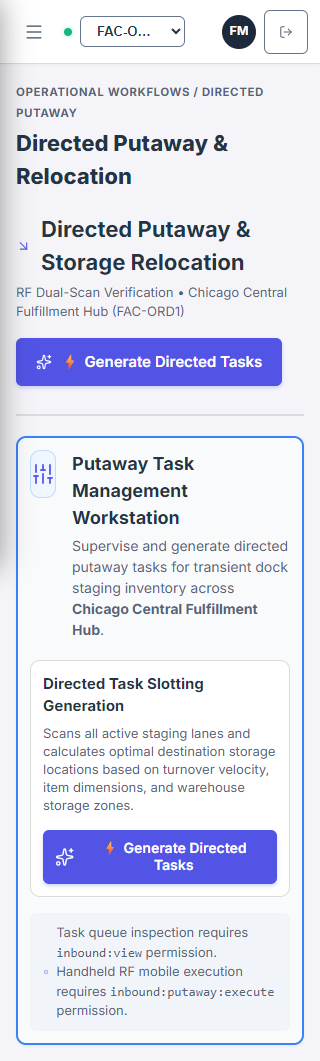 FAC-O...
FM
OPERATIONAL WORKFLOWS / DIRECTED
PUTAWAY
Directed Putaway &
Relocation
Directed Putaway &
Storage Relocation
RF Dual-Scan Verification • Chicago Central
Fulfillment Hub (FAC-ORD1)
Generate Directed Tasks
Putaway Task
Management
Workstation
Supervise and generate directed
putaway tasks for transient dock
staging inventory across
Chicago Central Fulfillment
Hub.
Directed Task Slotting
Generation
Scans all active staging lanes and
calculates optimal destination storage
locations based on turnover velocity,
item dimensions, and warehouse
storage zones.
Generate Directed
Tasks
Task queue inspection requires
inbound:view permission.
Handheld RF mobile execution
requires inbound:putaway:execute
permission.